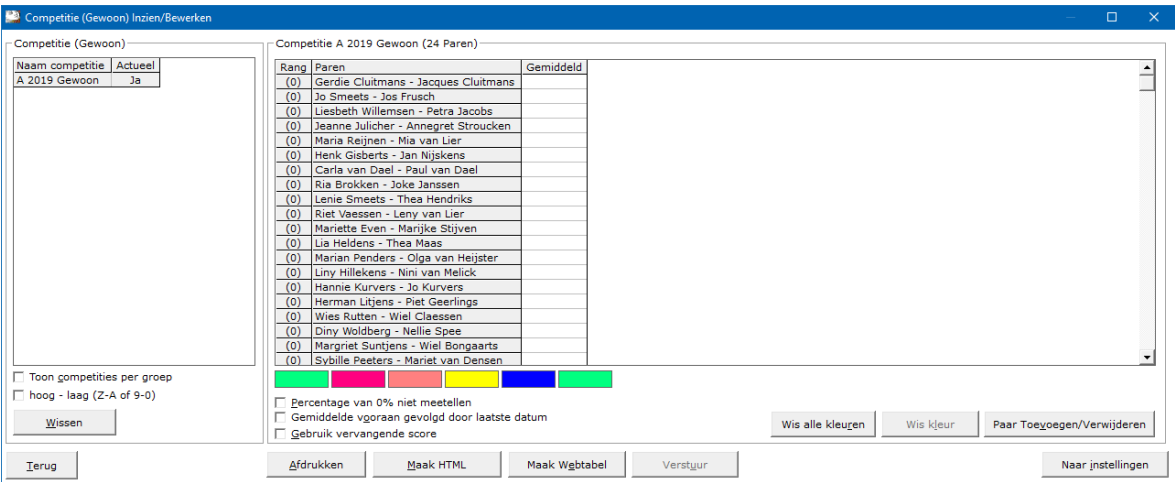 Competitie (Gewoon) Inzien/Bewerken
Competitie (Gewoon)
Naam competitie Actueel
A 2019 Gewoon Ja
Toon competities per groep
hoog - laag (Z-A of 9-0)
Wissen
Competitie A 2019 Gewoon (24 Paren)
Rang Paren Gemiddeld
(0) Gerdie Cluitmans - Jacques Cluitmans
(0) Jo Smeets - Jos Frusch
(0) Liesbeth Willemsen - Petra Jacobs
(0) Jeanne Julicher - Annegret Stroucken
(0) Maria Reijnen - Mia van Lier
(0) Henk Gisberts - Jan Nijskens
(0) Carla van Dael - Paul van Dael
(0) Ria Brokken - Joke Janssen
(0) Lenie Smeets - Thea Hendriks
(0) Riet Vaessen - Leny van Lier
(0) Mariette Even - Marijke Stijven
(0) Lia Heldens - Thea Maas
(0) Marian Penders - Olga van Heijster
(0) Liny Hillekens - Nini van Melick
(0) Hannie Kurvers - Jo Kurvers
(0) Herman Litjens - Piet Geerlings
(0) Wies Rutten - Wiel Claessen
(0) Diny Woldberg - Nellie Spee
(0) Margriet Suntjens - Wiel Bongaarts
(0) Sybille Peeters - Mariet van Densen
Percentage van 0% niet meetellen
Gemiddelde vooraan gevolgd door laatste datum
Gebruik vervangende score
Wis alle kleuren Wis kleur Paar Toevoegen/Verwijderen
Terug Afdrukken Maak HTML Maak Webtabel Verstuur Naar instellingen